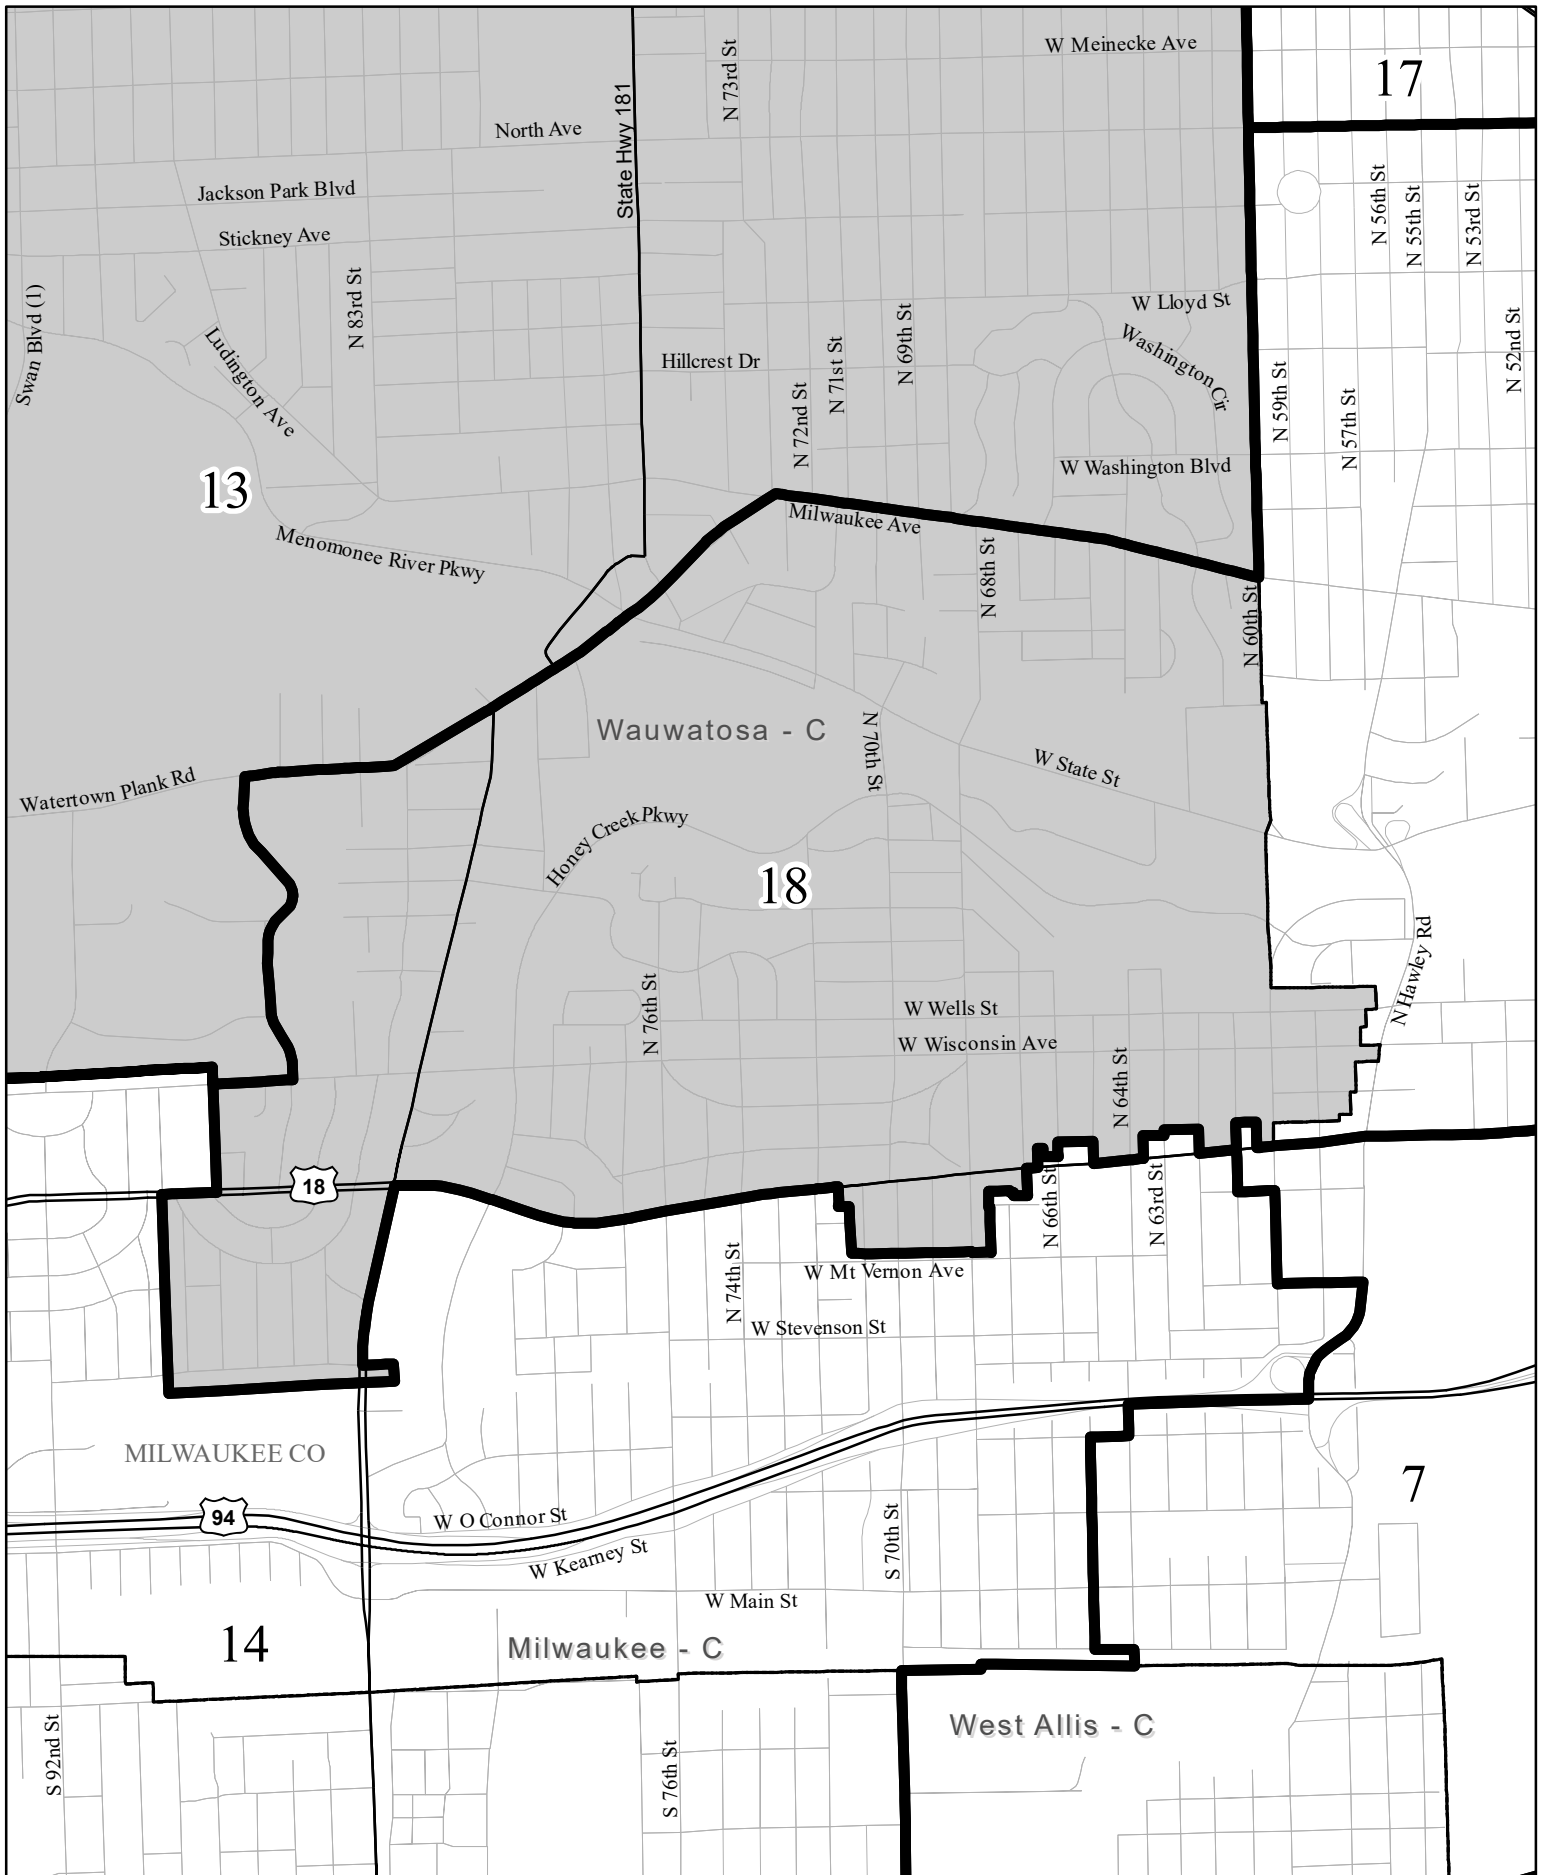 W Meinecke Ave
17
N 73rd St
State Hwy 181
North Ave
Jackson Park Blvd
Stickney Ave
N 56th St
N 55th St
N 53rd St
Swan Blvd (1)
N 83rd St
Ludington Ave
W Lloyd St
Washington Cir
Hillcrest Dr
N 69th St
N 71st St
N 72nd St
N 52nd St
N 59th St
N 57th St
W Washington Blvd
13
Milwaukee Ave
Menomonee River Pkwy
N 68th St
N 60th St
Wauwatosa - C
N 70th St
W State St
Watertown Plank Rd
Honey Creek Pkwy
18
N Hawley Rd
N 76th St
W Wells St
W Wisconsin Ave
N 64th St
18
N 66th St
N 63rd St
N 74th St
W Mt Vernon Ave
W Stevenson St
MILWAUKEE CO
7
94
W O Connor St
W Kearney St
S 70th St
W Main St
14
Milwaukee - C
West Allis - C
S 92nd St
S 76th St